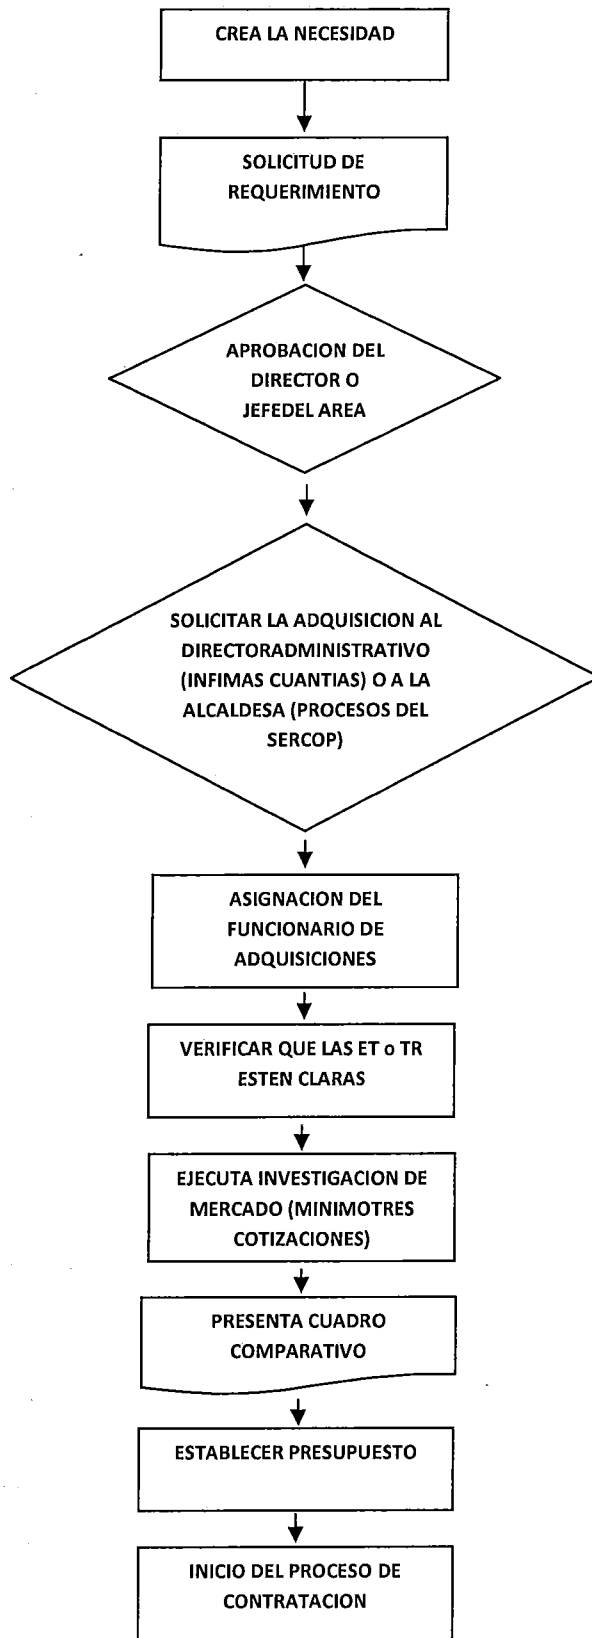 CREA LA NECESIDAD
SOLICITUD DE
REQUERIMIENTO
APROBACION DEL
DIRECTOR O
JEFEDEL AREA
SOLICITAR LA ADQUISICION AL
DIRECTORADMINISTRATIVO
(INFIMAS CUANTIAS) O A LA
ALCALDESA (PROCESOS DEL
SERCOP)
ASIGNACION DEL
FUNCIONARIO DE
ADQUISICIONES
VERIFICAR QUE LAS ET o TR
ESTEN CLARAS
EJECUTA INVESTIGACION DE
MERCADO (MINIMOTRES
COTIZACIONES)
PRESENTA CUADRO
COMPARATIVO
ESTABLECER PRESUPUESTO
INICIO DEL PROCESO DE
CONTRATACION